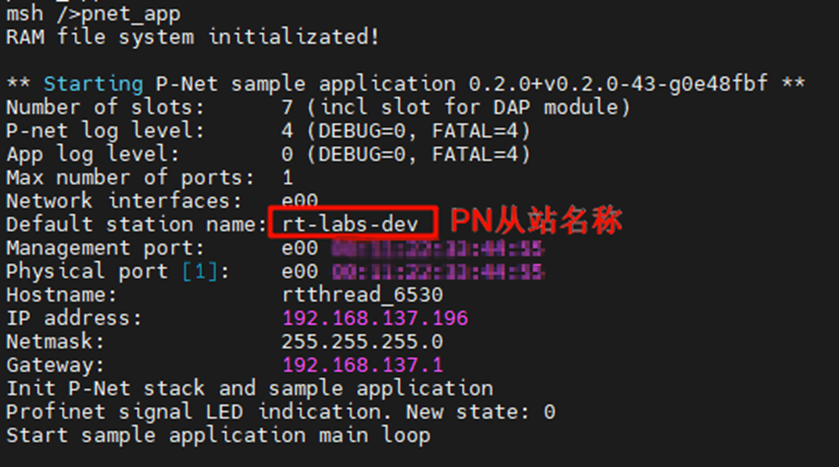 msh />pnet_app
RAM file system initializated!
** Starting P-Net sample application 0.2.0+v0.2.0-43-g0e48fbf **
Number of slots: 7 (incl slot for DAP module)
P-net log level: 4 (DEBUG=0, FATAL=4)
App log level: 0 (DEBUG=0, FATAL=4)
Max number of ports: 1
Network interfaces: e00
Default station name: rt-labs-dev PN从站名称
Management port: e00
Physical port [1]: e00
Hostname: rtthread_6530
IP address: 192.168.137.196
Netmask: 255.255.255.0
Gateway: 192.168.137.1
Init P-Net stack and sample application
Profinet signal LED indication. New state: 0
Start sample application main loop